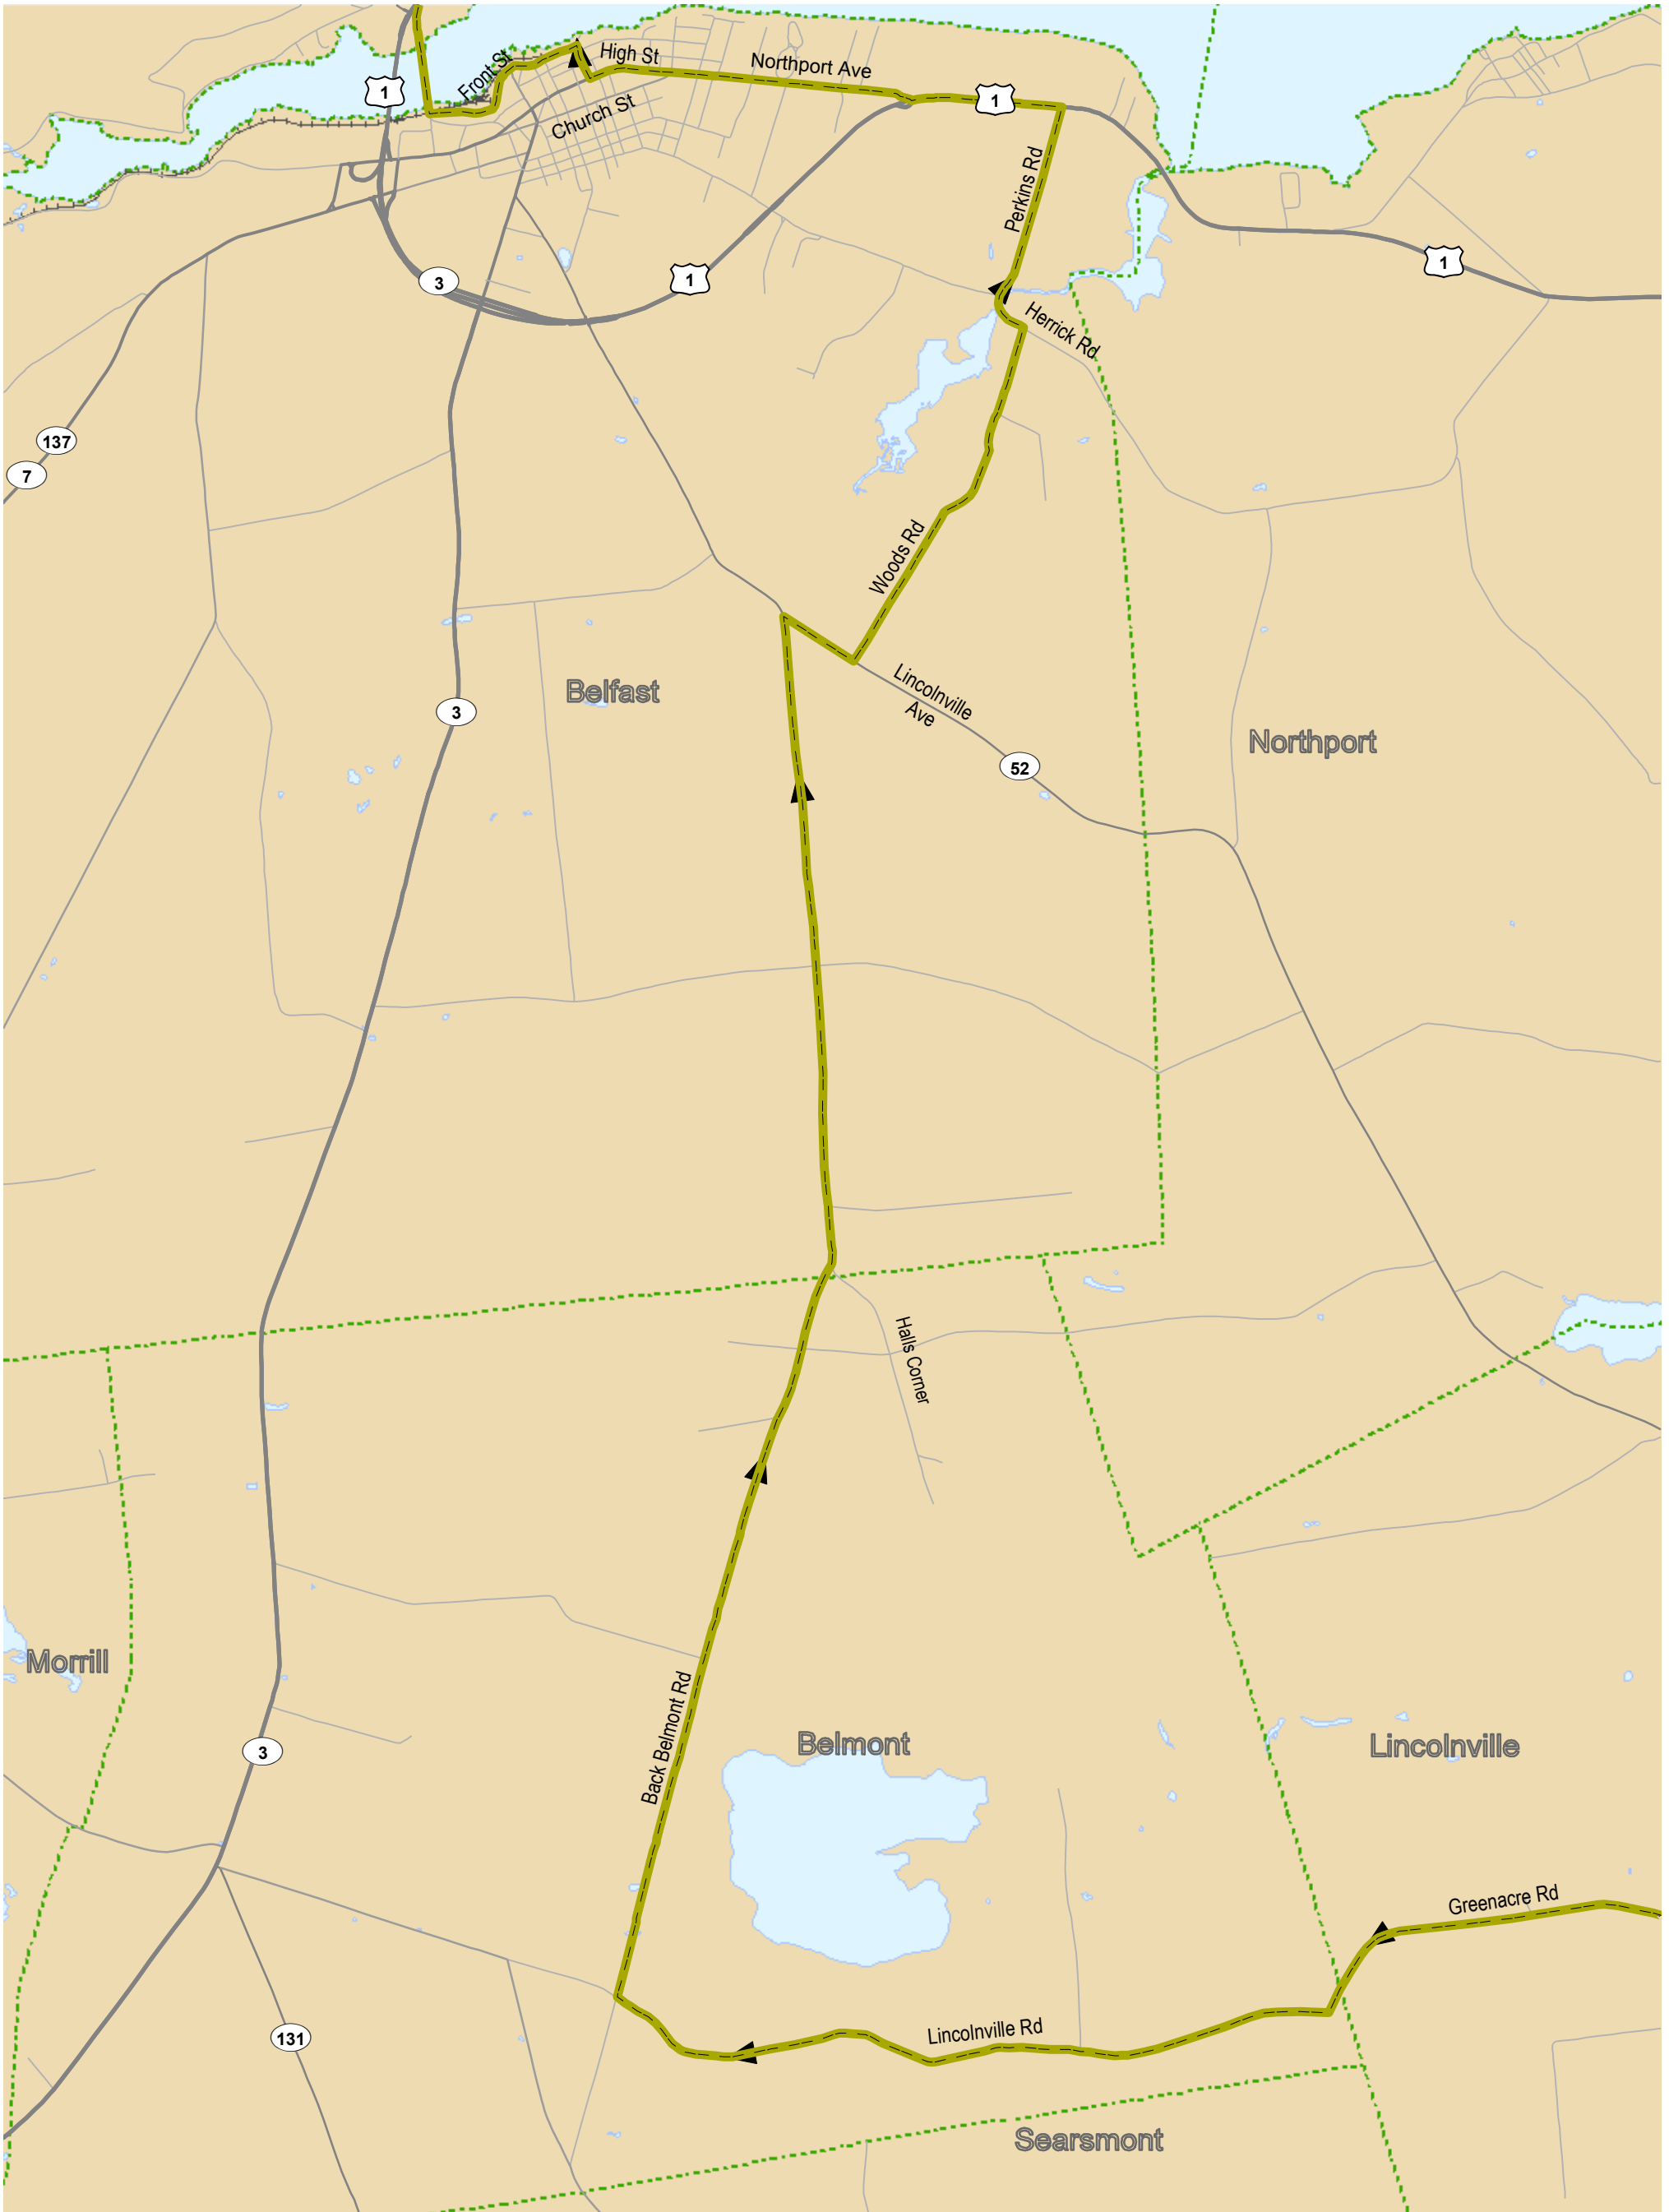 High St
Northport Ave
Front St
1
1
Church St
Perkins Rd
1
3
1
Herrick Rd
137
7
Woods Rd
Belfast
Lincolnville
Ave
3
Northport
52
Halls Corner
Morrill
Back Belmont Rd
Belmont
Lincolnville
3
Greenacre Rd
Lincolnville Rd
131
Searsmont